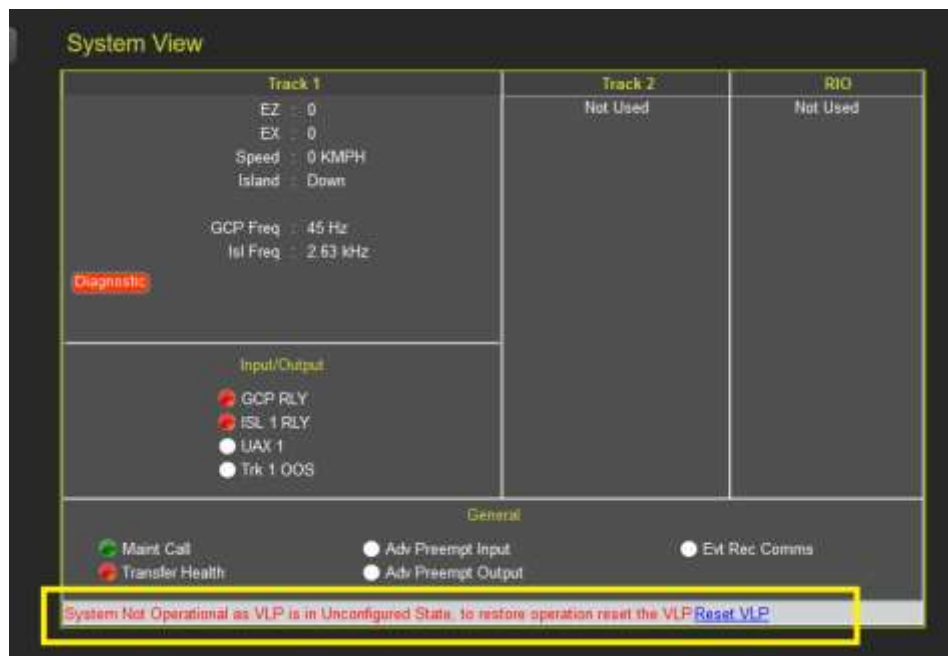 System View
Track 1
EZ : 0
EX : 0
Speed : 0 KMPH
Island : Down
GCP Freq : 45 Hz
Isl Freq : 2.63 kHz
Diagnostic
Track 2
Not Used
RIO
Not Used
Input/Output
GCP RLY
ISL 1 RLY
UAX 1
Trk 1 OOS
General
Maint Call
Transfer Health
Adv Preempt Input
Adv Preempt Output
Evt Rec Comms
System Not Operational as VLP is in Unconfigured State, to restore operation reset the VLP Reset VLP